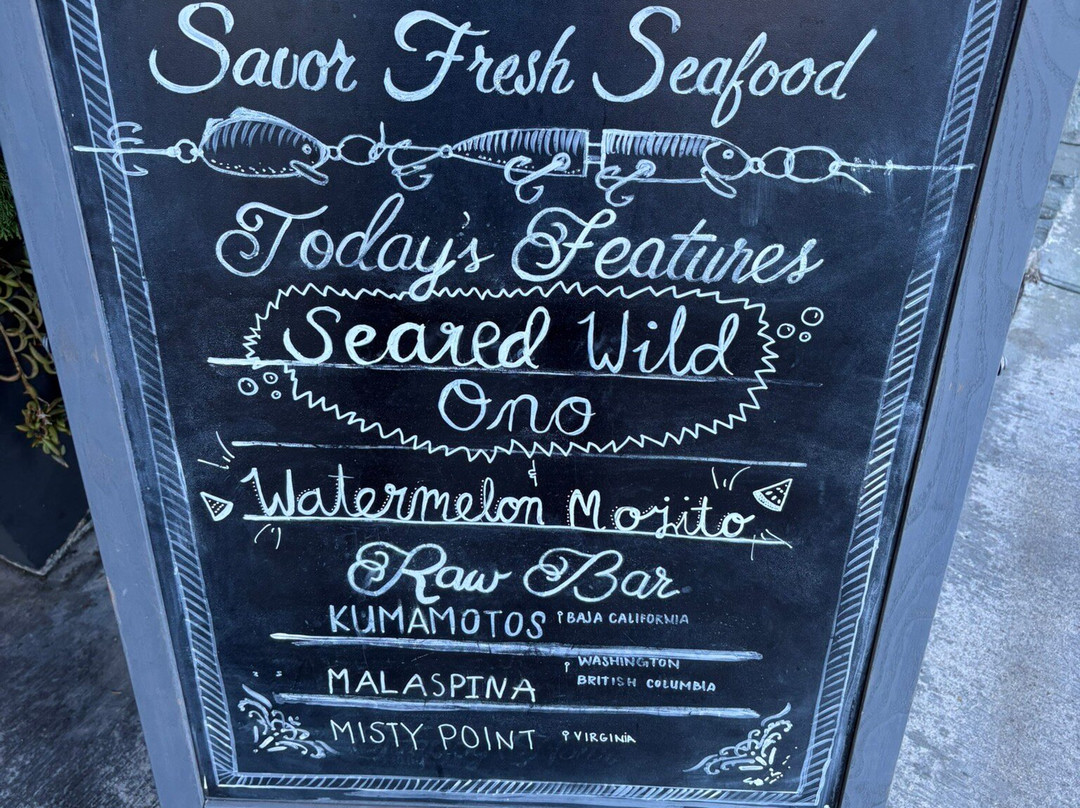 Savor Fresh Seafood
Today's Features
Seared Wild
Ono
&
Watermelon Mojito
Raw Bar
KUMAMOTOS BAJA CALIFORNIA
WASHINGTON
MALASPINA BRITISH COLUMBIA
MISTY POINT VIRGINIA